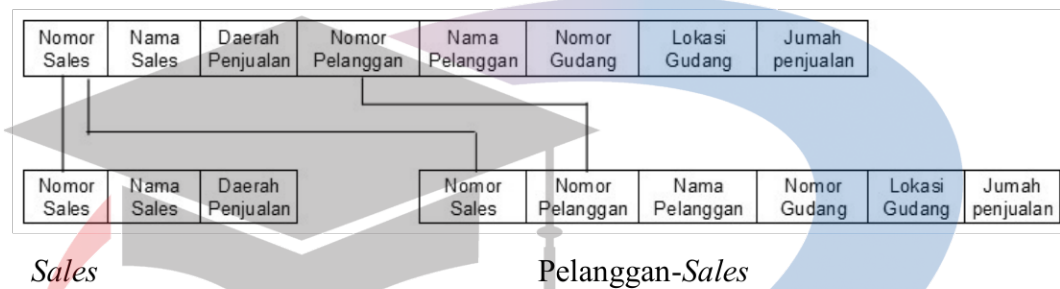 Nomor Sales Nama Sales Daerah Penjualan Nomor Pelanggan Nama Pelanggan Nomor Gudang Lokasi Gudang Jumah penjualan
Nomor Sales Nama Sales Daerah Penjualan Nomor Sales Nomor Pelanggan Nama Pelanggan Nomor Gudang Lokasi Gudang Jumah penjualan
Sales Pelanggan-Sales